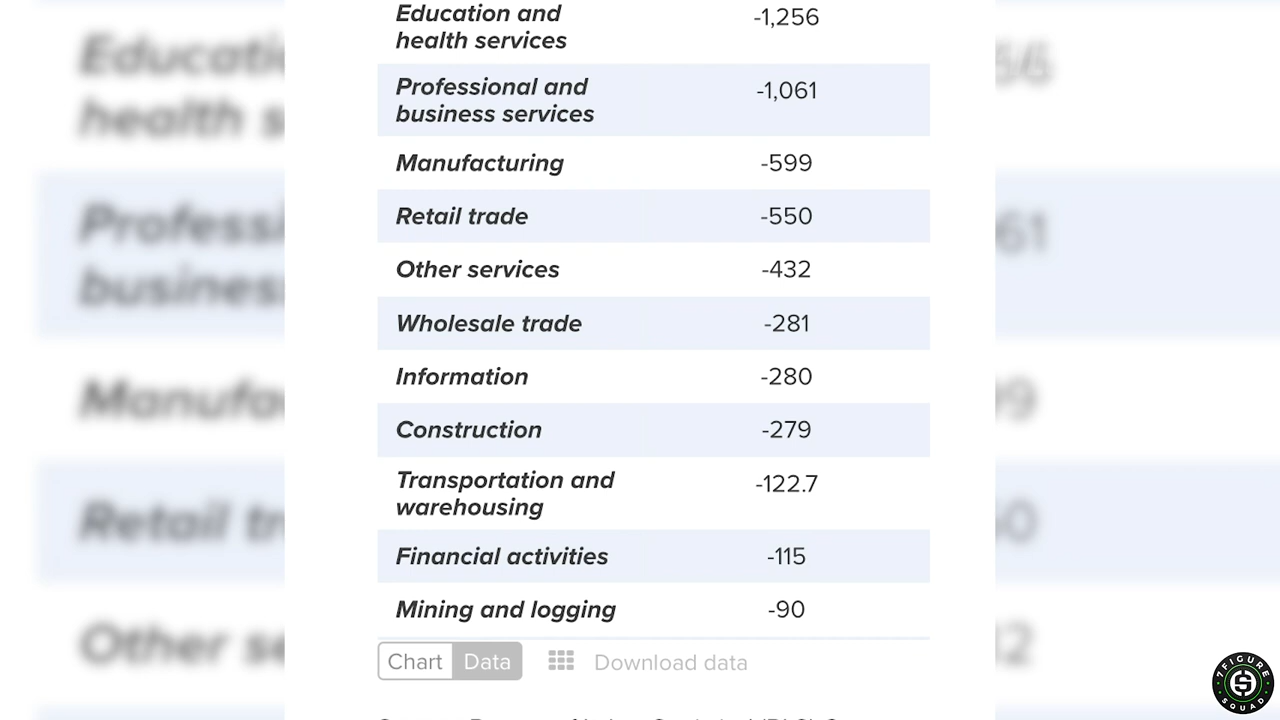 Education and
health services
-1,256
Professional and
business services
-1,061
Manufacturing
-599
Retail trade
-550
Other services
-432
Wholesale trade
-281
Information
-280
Construction
-279
Transportation and
warehousing
-122.7
Financial activities
-115
Mining and logging
-90
Chart
Data
Download data
7FIGURE
SQUAD